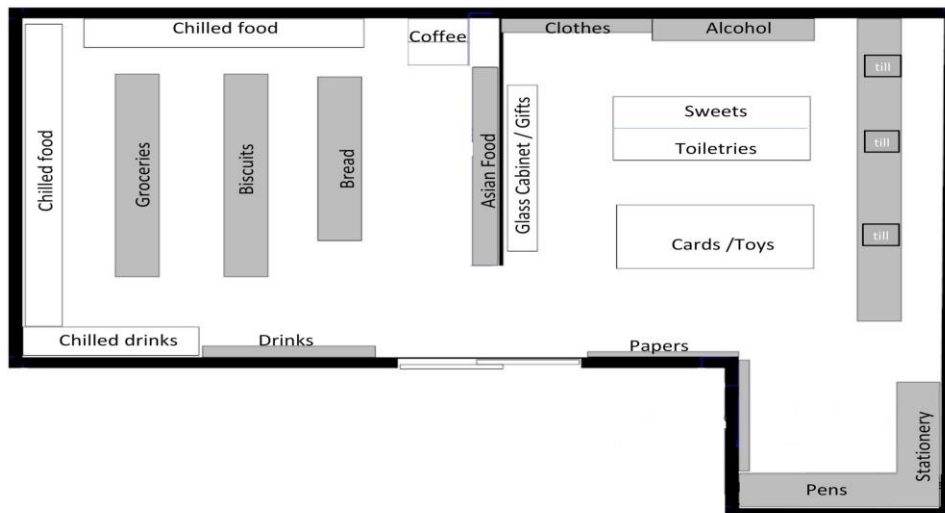 Chilled food
Coffee
Clothes
Alcohol
till
Sweets
till
Toiletries
Chilled food
Groceries
Biscuits
Bread
Asian Food
Glass Cabinet / Gifts
till
Cards /Toys
Chilled drinks
Drinks
Papers
Stationery
Pens